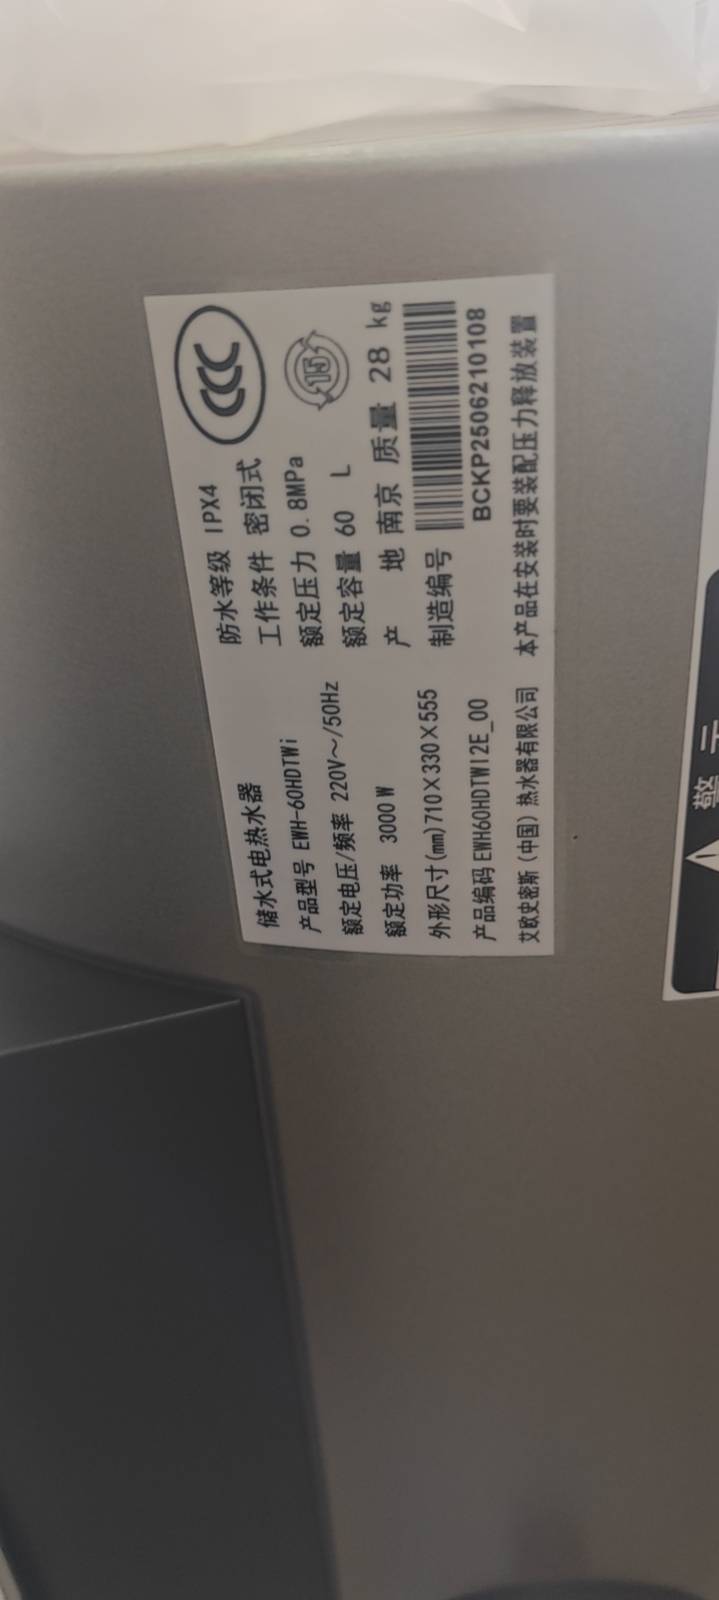 储水式电热水器
产品型号 EWH-60HDTWi
额定电压/频率 220V～/50Hz
额定功率 3000W
外形尺寸(mm)710×330×555
产品编码 EWH60HDTWI2E_00
艾欧史密斯（中国）热水器有限公司
防水等级 IPX4
工作条件 密闭式
额定压力 0.8MPa
额定容量 60 L
产 地 南京 质量 28 kg
制造编号
BCKP2506210108
本产品在安装时要装配压力释放装置
CCC
15
警 示